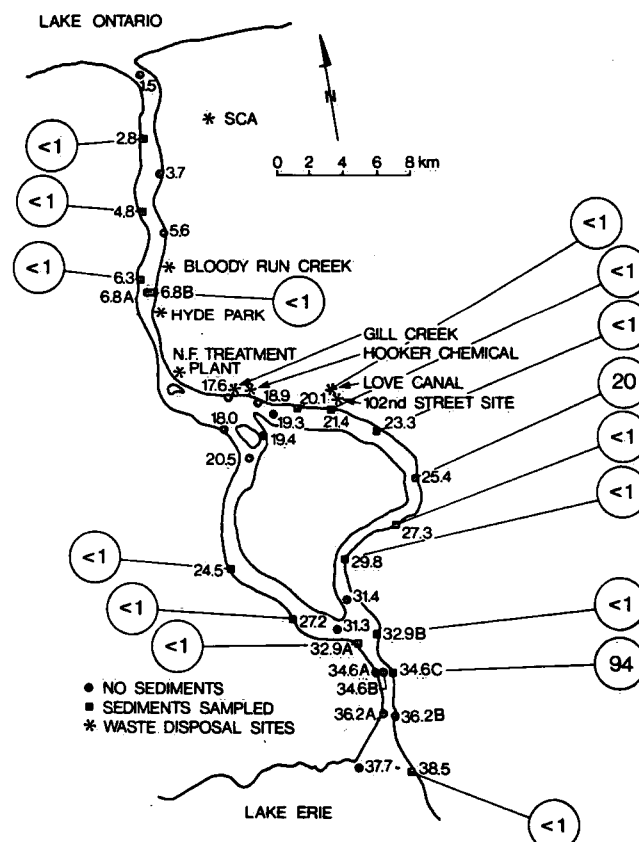 LAKE ONTARIO
1.5
* SCA
N
<1
2.8
3.7
0 2 4 6 8 km
<1
4.8
5.6
<1
<1
6.3
* BLOODY RUN CREEK
<1
6.8A
6.8B
<1
* HYDE PARK
<1
GILL CREEK
N.F. TREATMENT
* PLANT
HOOKER CHEMICAL
17.6
18.9
20.1
* LOVE CANAL
* 102nd STREET SITE
20
18.0
19.3
21.4
23.3
19.4
<1
20.5
25.4
<1
27.3
29.8
<1
24.5
31.4
<1
<1
27.2
31.3
32.9B
<1
32.9A
34.6A
34.6C
94
34.6B
● NO SEDIMENTS
■ SEDIMENTS SAMPLED
* WASTE DISPOSAL SITES
36.2A
36.2B
37.7
38.5
LAKE ERIE
<1